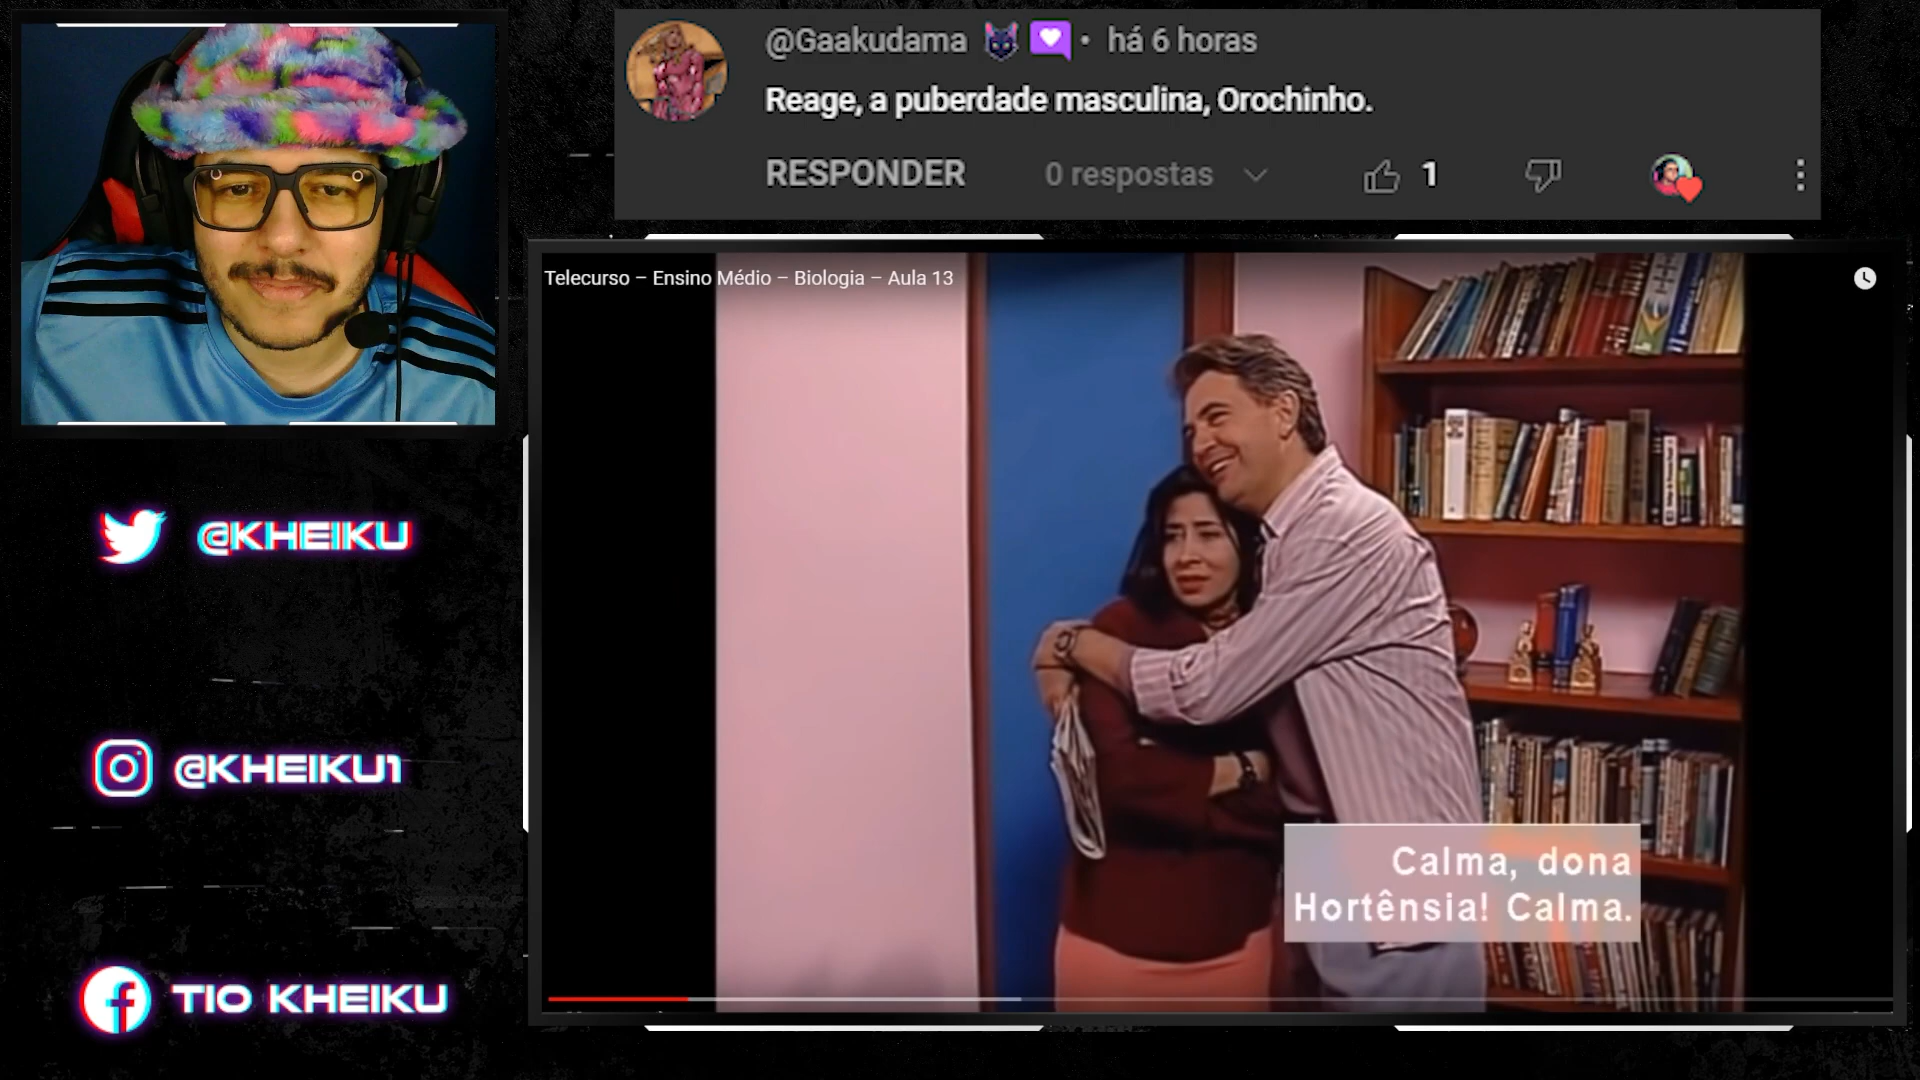 @Gaakudama • há 6 horas
Reage, a puberdade masculina, Orochinho.
RESPONDER 0 respostas 1
Telecurso – Ensino Médio – Biologia – Aula 13
@KHEIKU
@KHEIKU1
TIO KHEIKU
Calma, dona
Hortênsia! Calma.